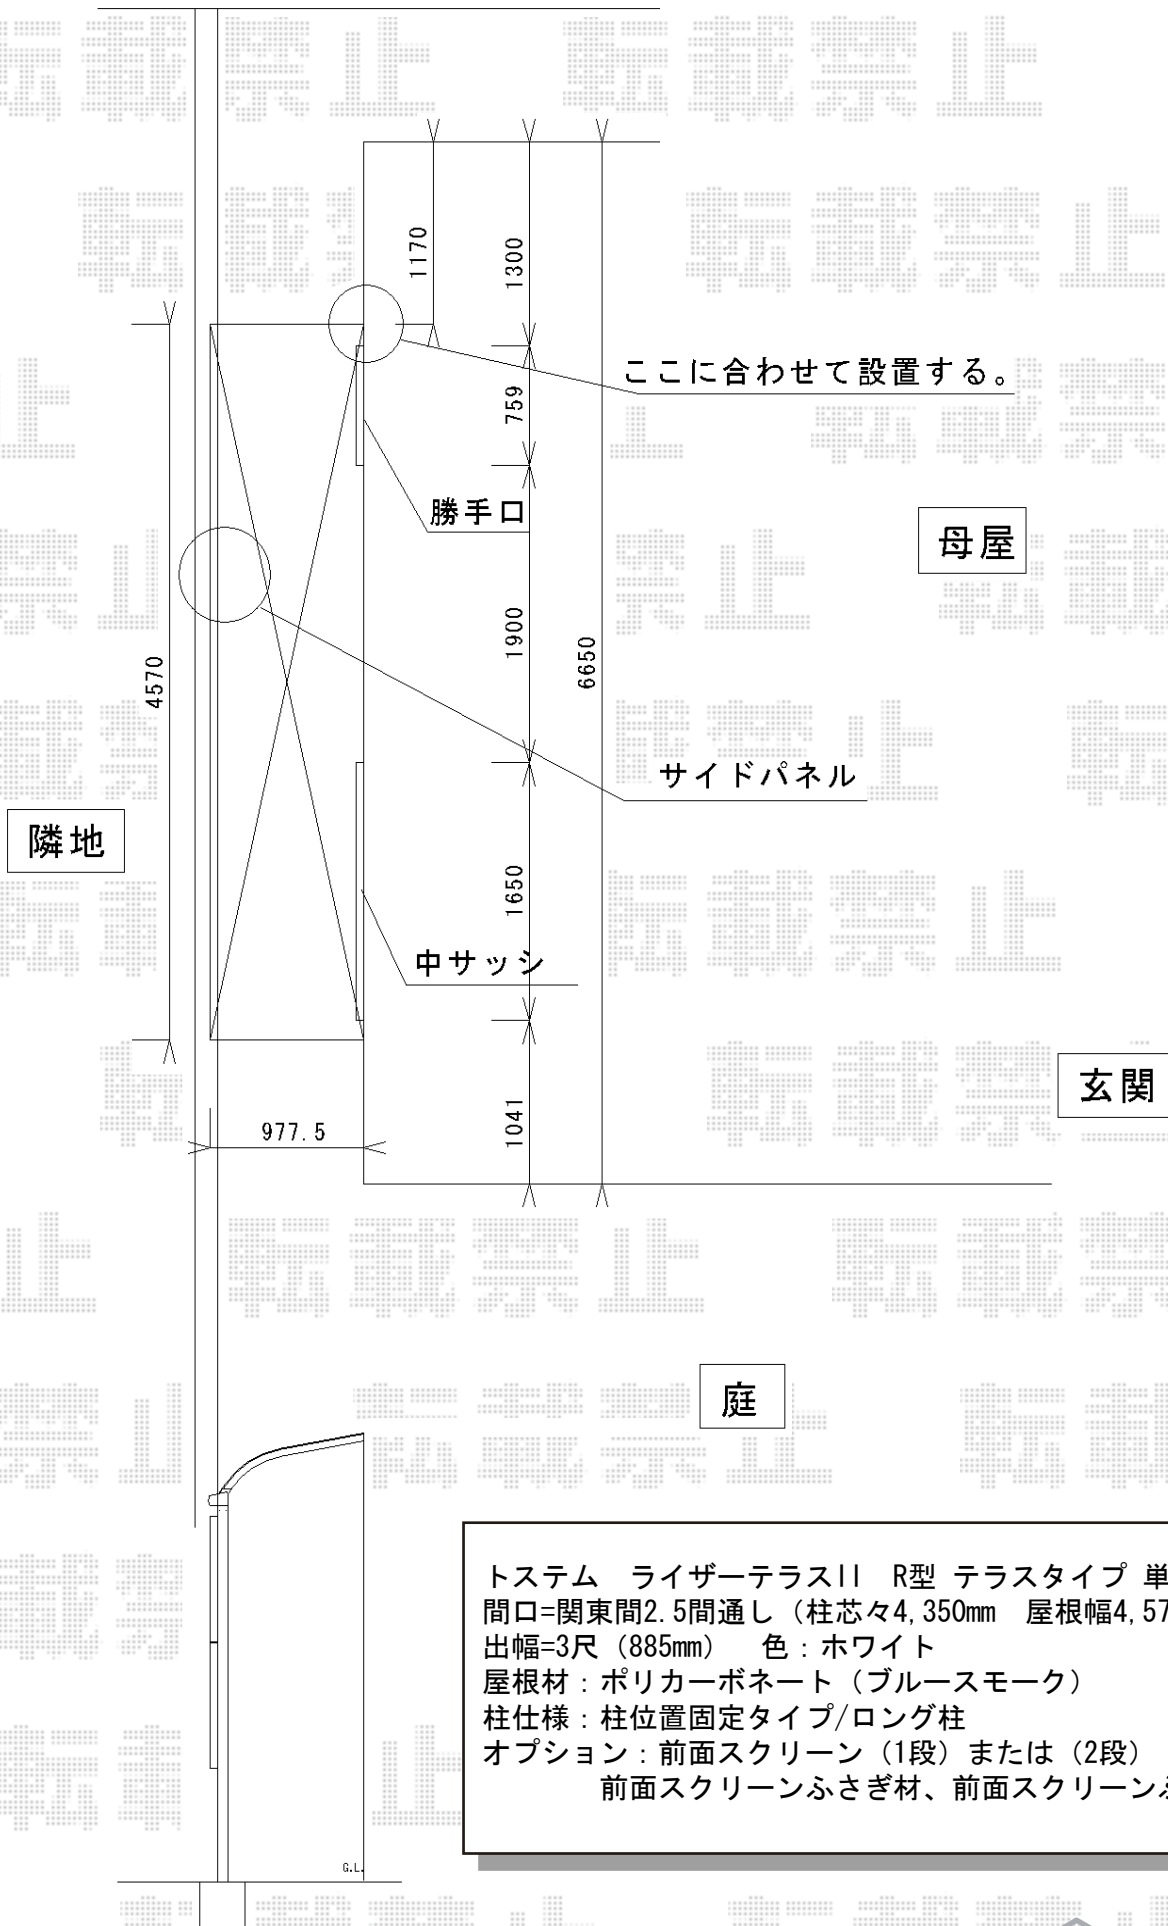 転載禁止
1170
1300
ここに合わせて設置する。
759
勝手口
母屋
1900
6650
4570
サイドパネル
隣地
1650
中サッシ
玄関
1041
977.5
庭
トステム ライザーテラスII R型 テラスタイプ 単
間口=関東間2.5間通し（柱芯々4,350mm 屋根幅4,57
出幅=3尺（885mm） 色：ホワイト
屋根材：ポリカーボネート（ブルースモーク）
柱仕様：柱位置固定タイプ/ロング柱
オプション：前面スクリーン（1段）または（2段）
前面スクリーンふさぎ材、前面スクリーン
G.L.